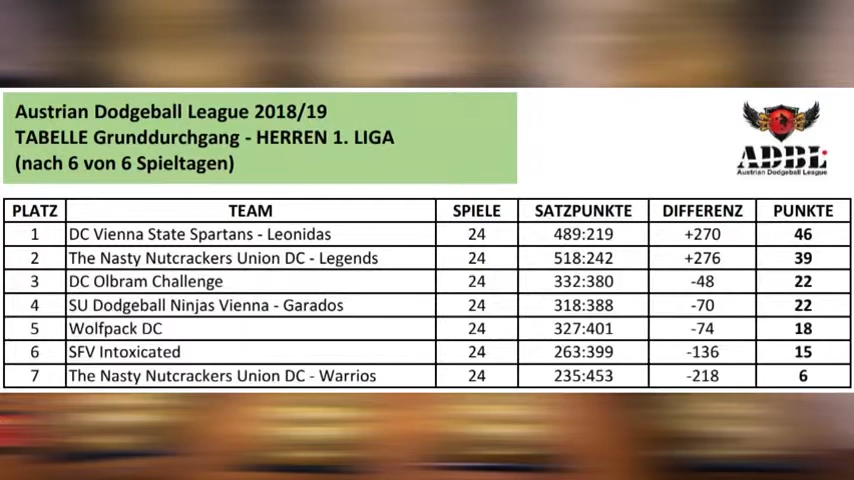 Austrian Dodgeball League 2018/19
TABELLE Grunddurchgang - HERREN 1. LIGA
(nach 6 von 6 Spieltagen)
ADBL
Austrian Dodgeball League
PLATZ TEAM SPIELE SATZPUNKTE DIFFERENZ PUNKTE
1 DC Vienna State Spartans - Leonidas 24 489:219 +270 46
2 The Nasty Nutcrackers Union DC - Legends 24 518:242 +276 39
3 DC Olbram Challenge 24 332:380 -48 22
4 SU Dodgeball Ninjas Vienna - Garados 24 318:388 -70 22
5 Wolfpack DC 24 327:401 -74 18
6 SFV Intoxicated 24 263:399 -136 15
7 The Nasty Nutcrackers Union DC - Warrios 24 235:453 -218 6